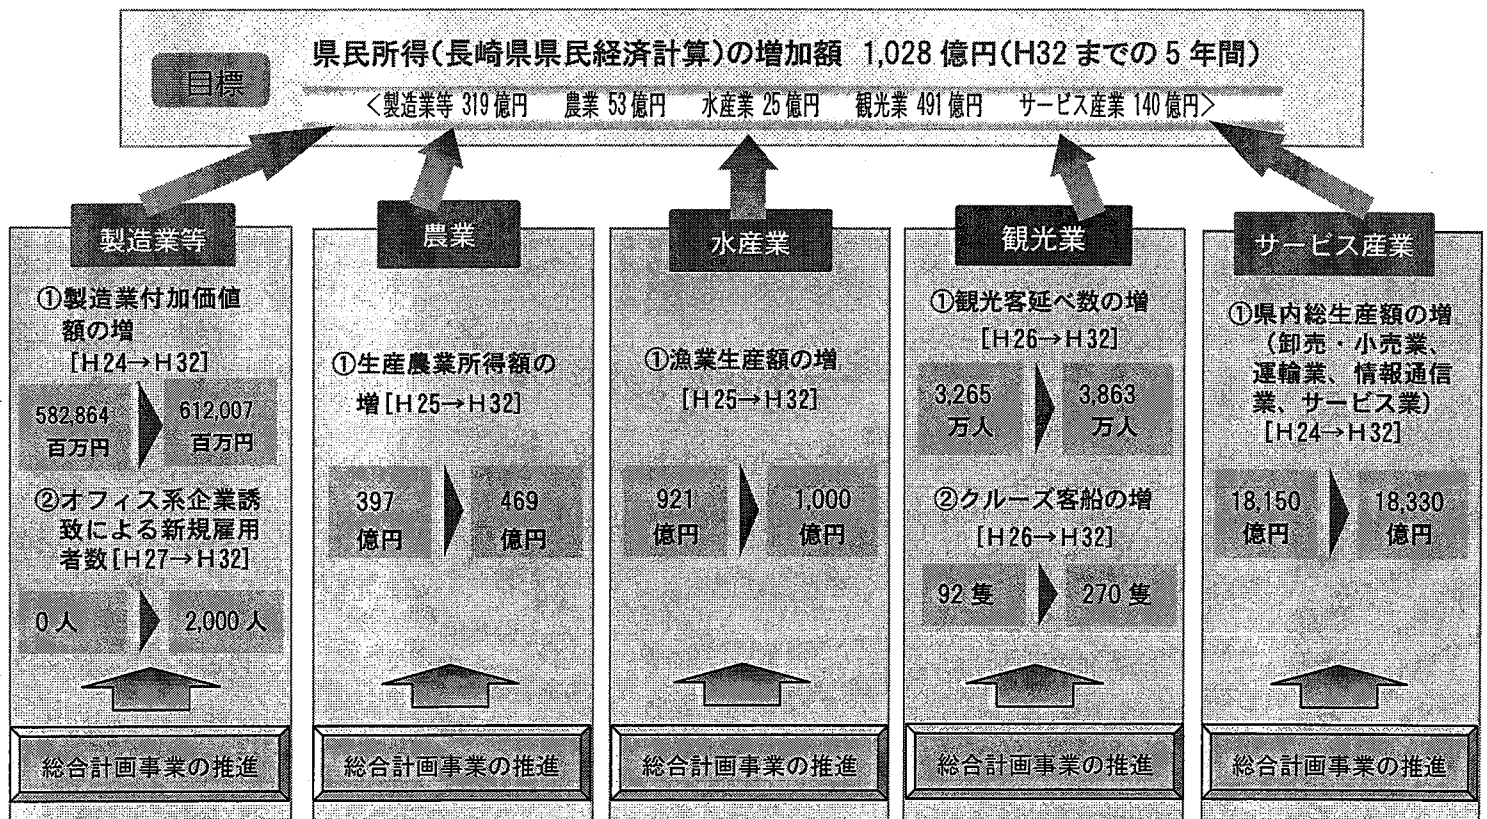 県民所得(長崎県県民経済計算)の増加額 1,028 億円(H32 までの 5 年間)
目標
<製造業等 319 億円 農業 53 億円 水産業 25 億円 観光業 491 億円 サービス産業 140 億円>
製造業等
①製造業付加価値
額の増
[H24→H32]
582,864
百万円
612,007
百万円
②オフィス系企業誘
致による新規雇用
者数[H27→H32]
0 人
2,000 人
総合計画事業の推進
農業
①生産農業所得額の
増[H25→H32]
397
億円
469
億円
総合計画事業の推進
水産業
①漁業生産額の増
[H25→H32]
921
億円
1,000
億円
総合計画事業の推進
観光業
①観光客延べ数の増
[H26→H32]
3,265
万人
3,863
万人
②クルーズ客船の増
[H26→H32]
92 隻
270 隻
総合計画事業の推進
サービス産業
①県内総生産額の増
(卸売・小売業、
運輸業、情報通信
業、サービス業)
[H24→H32]
18,150
億円
18,330
億円
総合計画事業の推進